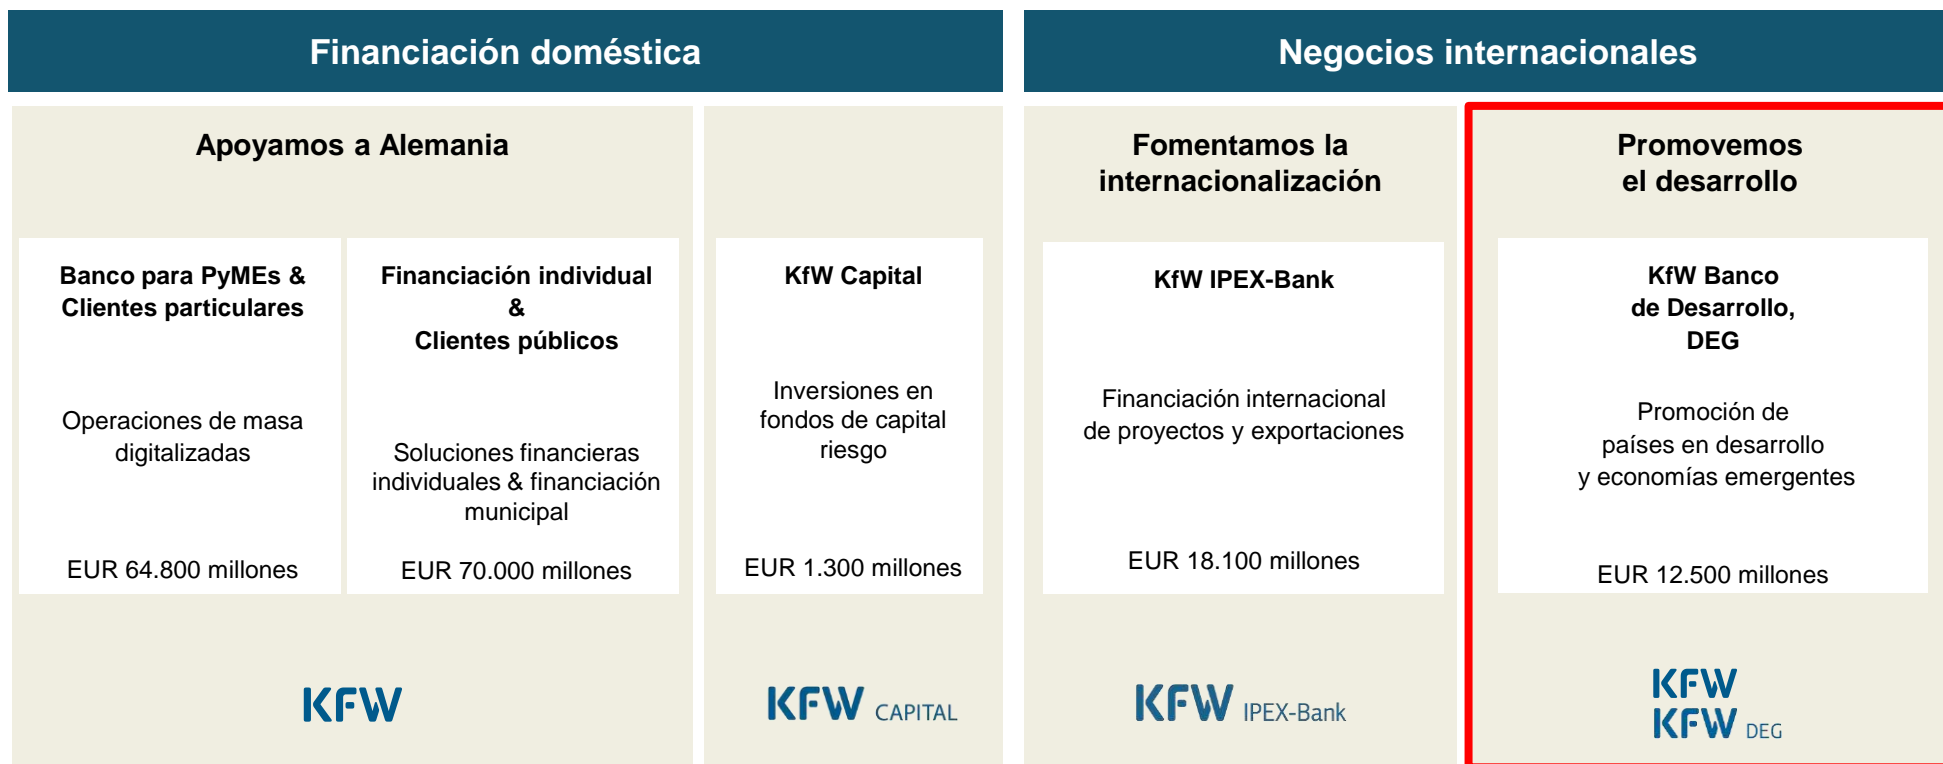 Financiación doméstica
Negocios internacionales
Apoyamos a Alemania
Banco para PyMEs &
Clientes particulares
Operaciones de masa
digitalizadas
EUR 64.800 millones
Financiación individual
&
Clientes públicos
Soluciones financieras
individuales & financiación
municipal
EUR 70.000 millones
KFW
KfW Capital
Inversiones en
fondos de capital
riesgo
EUR 1.300 millones
KFW CAPITAL
Fomentamos la
internacionalización
KfW IPEX-Bank
Financiación internacional
de proyectos y exportaciones
EUR 18.100 millones
KFW IPEX-Bank
Promovemos
el desarrollo
KfW Banco
de Desarrollo,
DEG
Promoción de
países en desarrollo
y economías emergentes
EUR 12.500 millones
KFW
KFW DEG